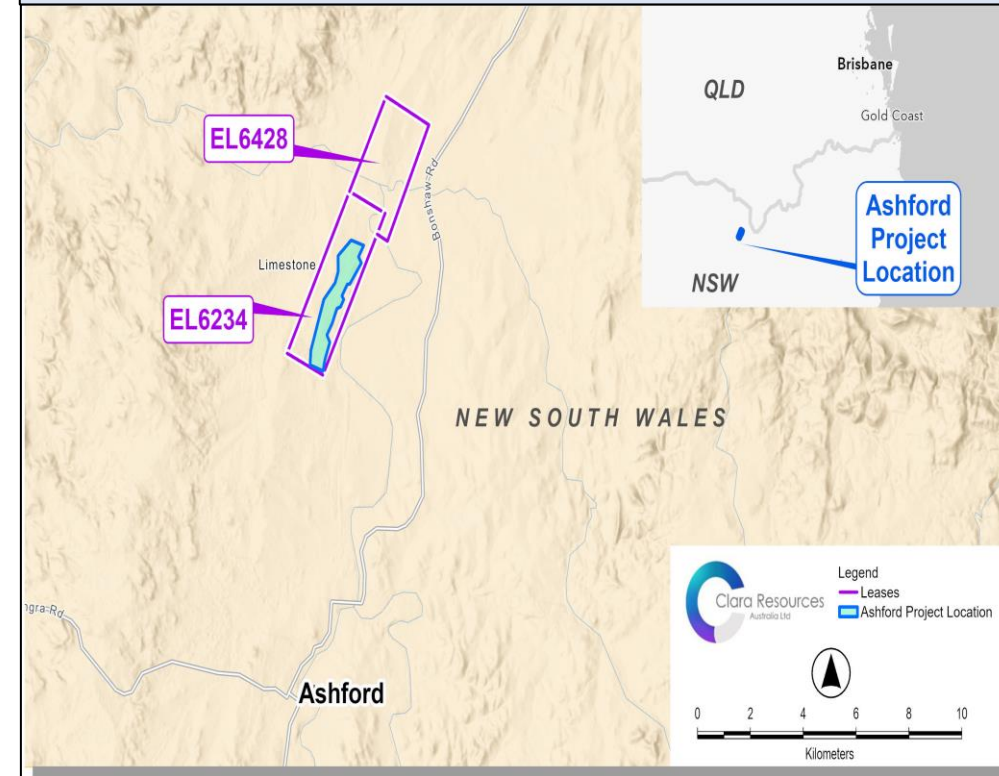 EL6428
Bonshaw-Rd
Limestone
EL6234
NEW SOUTH WALES
ngra-Rd
Ashford
Brisbane
QLD
Gold Coast
Ashford
Project
Location
NSW
Clara Resources
Australia Ltd
Legend
Leases
Ashford Project Location
0 2 4 6 8 10
Kilometers